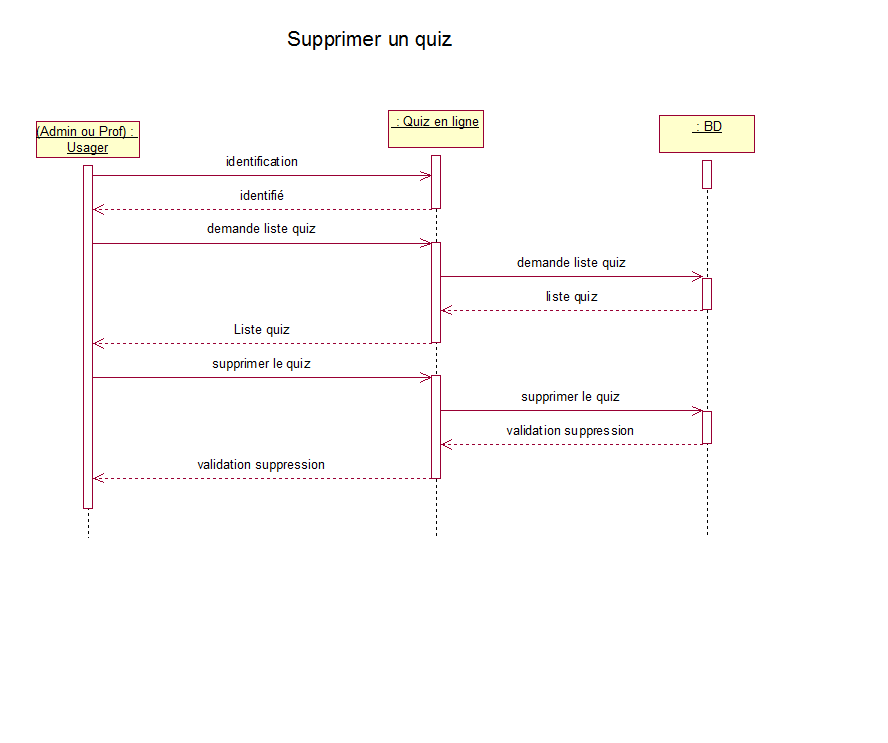 Supprimer un quiz
(Admin ou Prof) :
Usager
: Quiz en ligne
: BD
identification
identifié
demande liste quiz
demande liste quiz
liste quiz
Liste quiz
supprimer le quiz
supprimer le quiz
validation suppression
validation suppression